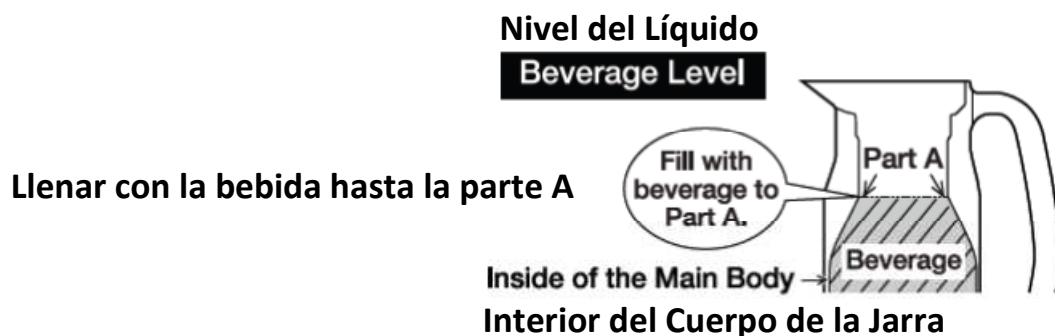 Nivel del Líquido
Beverage Level
Llenar con la bebida hasta la parte A
Fill with
beverage to
Part A.
Part A
Beverage
Inside of the Main Body
Interior del Cuerpo de la Jarra